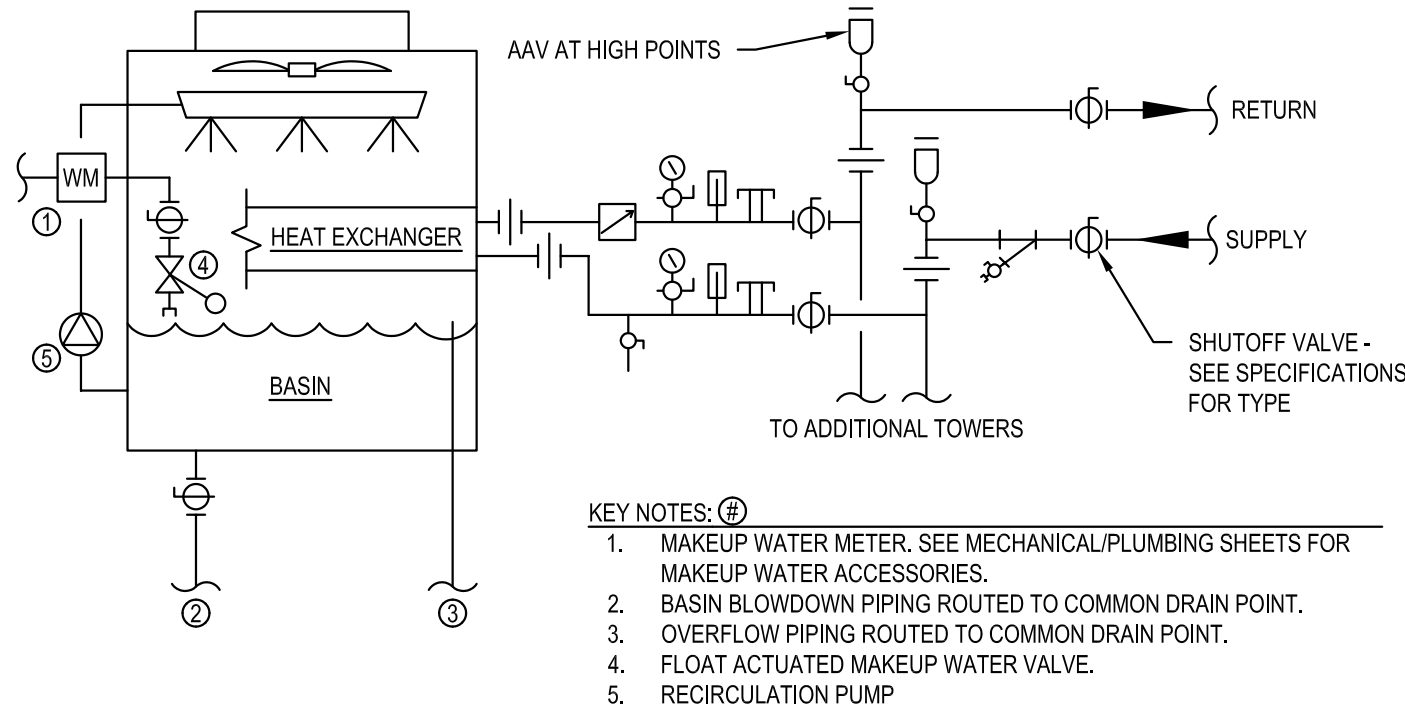 AAV AT HIGH POINTS
RETURN
WM
1
HEAT EXCHANGER
4
SUPPLY
5
BASIN
SHUTOFF VALVE -
SEE SPECIFICATIONS
FOR TYPE
TO ADDITIONAL TOWERS
2
3
KEY NOTES: #
1. MAKEUP WATER METER. SEE MECHANICAL/PLUMBING SHEETS FOR
MAKEUP WATER ACCESSORIES.
2. BASIN BLOWDOWN PIPING ROUTED TO COMMON DRAIN POINT.
3. OVERFLOW PIPING ROUTED TO COMMON DRAIN POINT.
4. FLOAT ACTUATED MAKEUP WATER VALVE.
5. RECIRCULATION PUMP